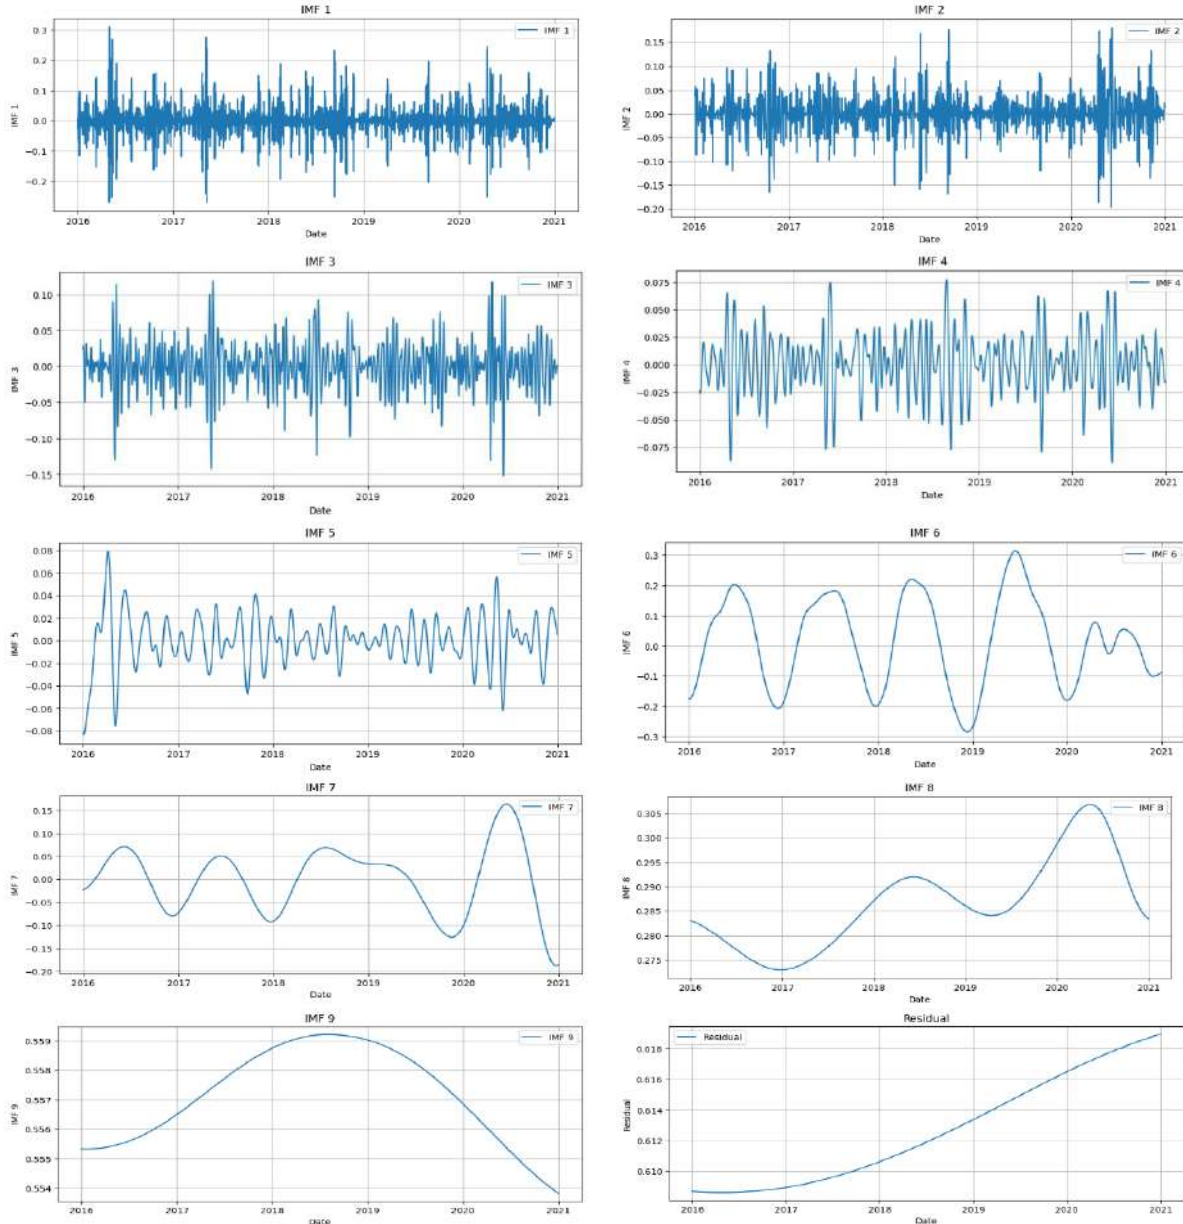 IMF 1
IMF 1
0.3
0.2
0.1
0.0
−0.1
−0.2
IMF 1
2016 2017 2018 2019 2020 2021
Date
IMF 2
IMF 2
0.15
0.10
0.05
0.00
−0.05
−0.10
−0.15
−0.20
IMF 2
2016 2017 2018 2019 2020 2021
Date
IMF 3
IMF 3
0.10
0.05
0.00
−0.05
−0.10
−0.15
IMF 3
2016 2017 2018 2019 2020 2021
Date
IMF 4
IMF 4
0.075
0.050
0.025
0.000
−0.025
−0.050
−0.075
IMF 4
2016 2017 2018 2019 2020 2021
Date
IMF 5
IMF 5
0.08
0.06
0.04
0.02
0.00
−0.02
−0.04
−0.06
−0.08
IMF 5
2016 2017 2018 2019 2020 2021
Date
IMF 6
IMF 6
0.3
0.2
0.1
0.0
−0.1
−0.2
−0.3
IMF 6
2016 2017 2018 2019 2020 2021
Date
IMF 7
IMF 7
0.15
0.10
0.05
0.00
−0.05
−0.10
−0.15
−0.20
IMF 7
2016 2017 2018 2019 2020 2021
Date
IMF 8
IMF 8
0.305
0.300
0.295
0.290
0.285
0.280
0.275
IMF 8
2016 2017 2018 2019 2020 2021
Date
IMF 9
IMF 9
0.559
0.558
0.557
0.556
0.555
0.554
IMF 9
2016 2017 2018 2019 2020 2021
Date
Residual
Residual
0.618
0.616
0.614
0.612
0.610
Residual
2016 2017 2018 2019 2020 2021
Date